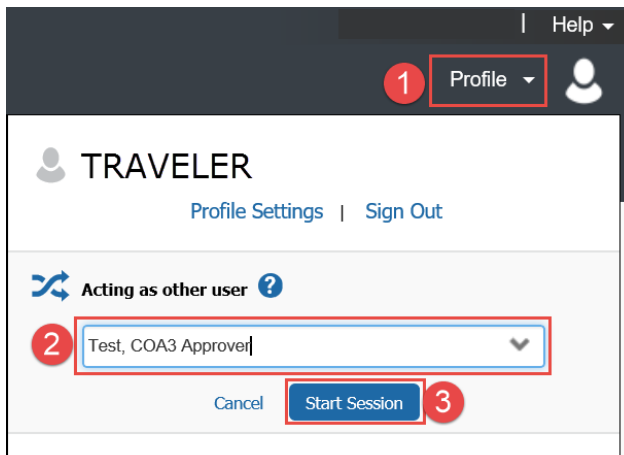 | Help
1 Profile
TRAVELER
Profile Settings | Sign Out
Acting as other user ?
2 Test, COA3 Approver
Cancel Start Session 3